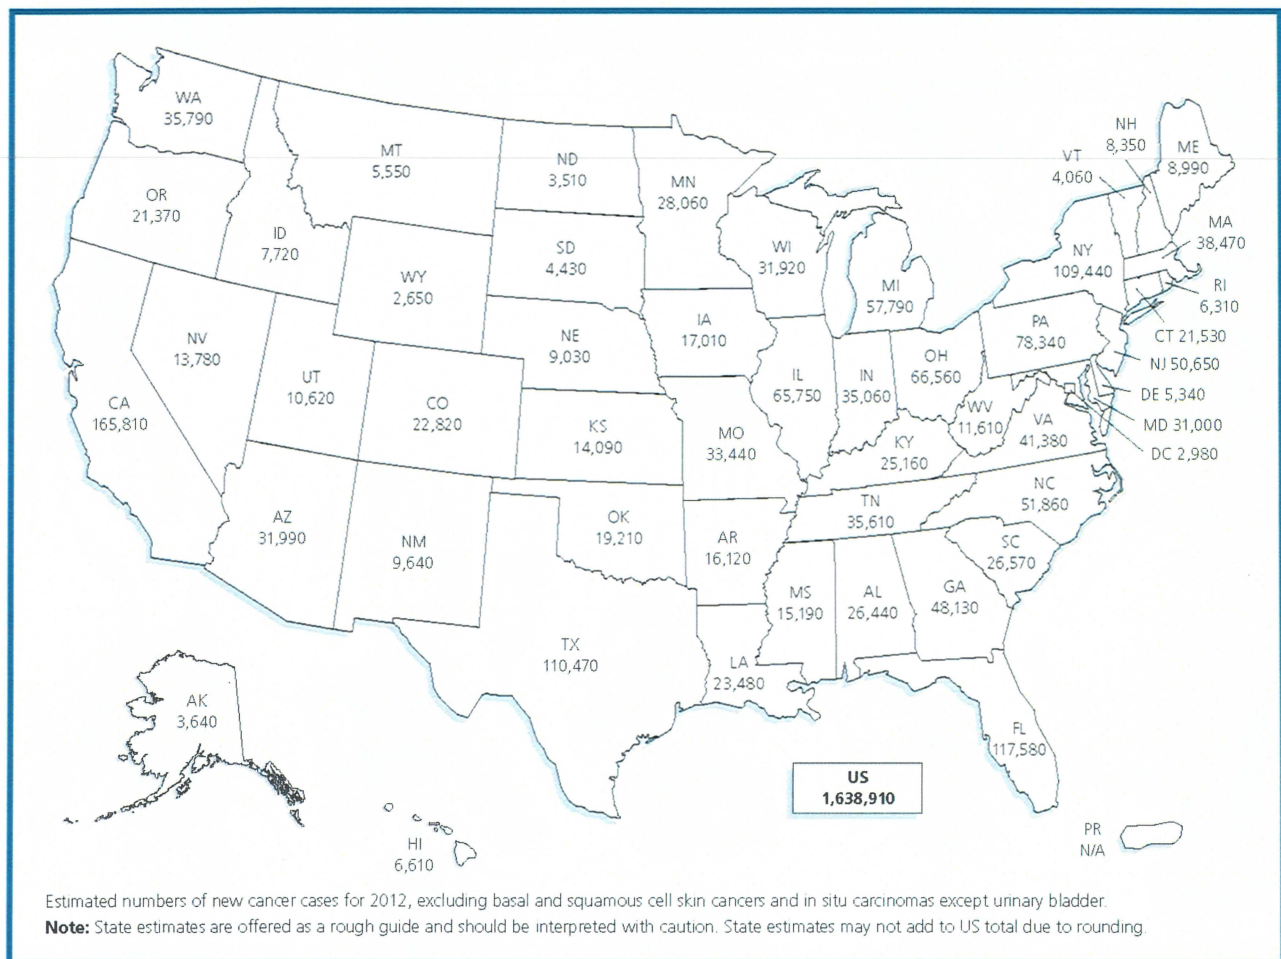 WA
35,790
MT
5,550
ND
3,510
MN
28,060
NH
8,350
VT
4,060
ME
8,990
OR
21,370
ID
7,720
SD
4,430
WI
31,920
MA
38,470
NY
109,440
WY
2,650
MI
57,790
RI
6,310
NV
13,780
NE
9,030
IA
17,010
PA
78,340
CT 21,530
UT
10,620
CO
22,820
IL
65,750
IN
35,060
OH
66,560
NJ 50,650
DE 5,340
CA
165,810
KS
14,090
MO
33,440
WV
11,610
VA
41,380
MD 31,000
KY
25,160
DC 2,980
AZ
31,990
NM
9,640
OK
19,210
AR
16,120
TN
35,610
NC
51,860
SC
26,570
MS
15,190
AL
26,440
GA
48,130
TX
110,470
LA
23,480
AK
3,640
FL
117,580
US
1,638,910
HI
6,610
PR
N/A
Estimated numbers of new cancer cases for 2012, excluding basal and squamous cell skin cancers and in situ carcinomas except urinary bladder.
Note: State estimates are offered as a rough guide and should be interpreted with caution. State estimates may not add to US total due to rounding.